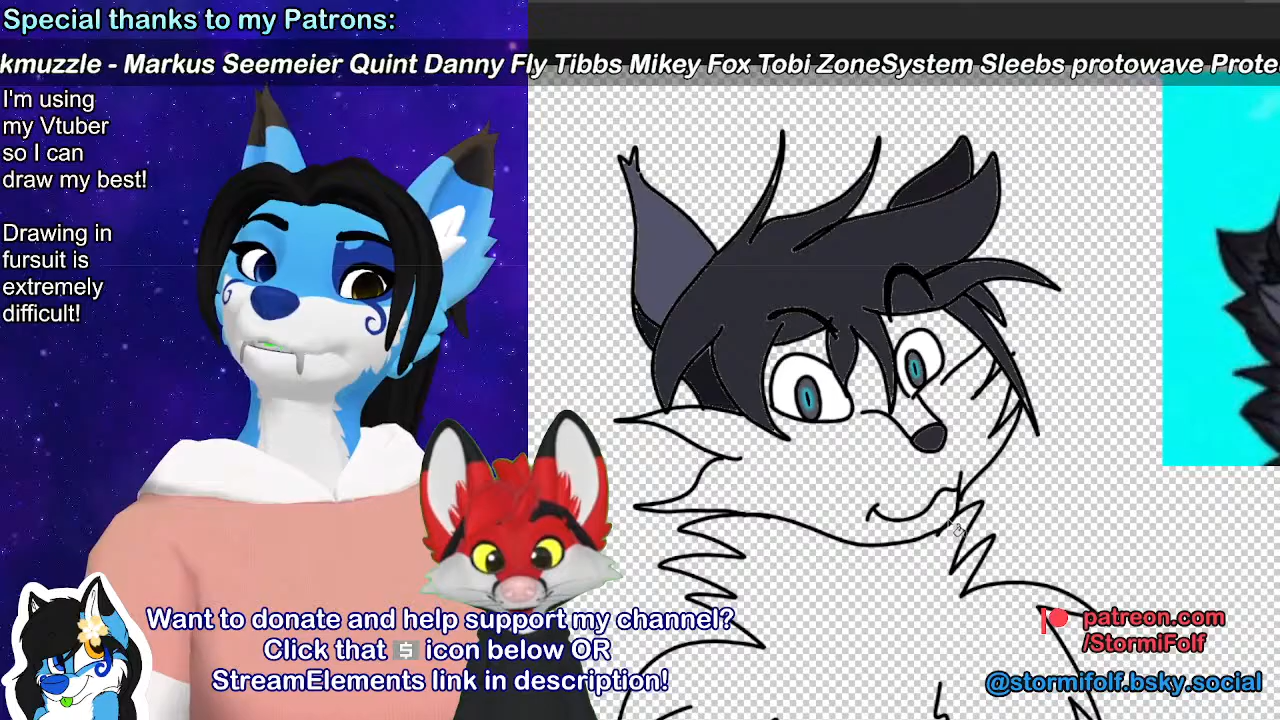 Special thanks to my Patrons:
kmuzzle - Markus Seemeier Quint Danny Fly Tibbs Mikey Fox Tobi ZoneSystem Sleebs protowave Prote
I'm using
my Vtuber
so I can
draw my best!
Drawing in
fursuit is
extremely
difficult!
Want to donate and help support my channel?
Click that $ icon below OR
StreamElements link in description!
patreon.com
/StormiFolf
@stormifolf.bsky.social